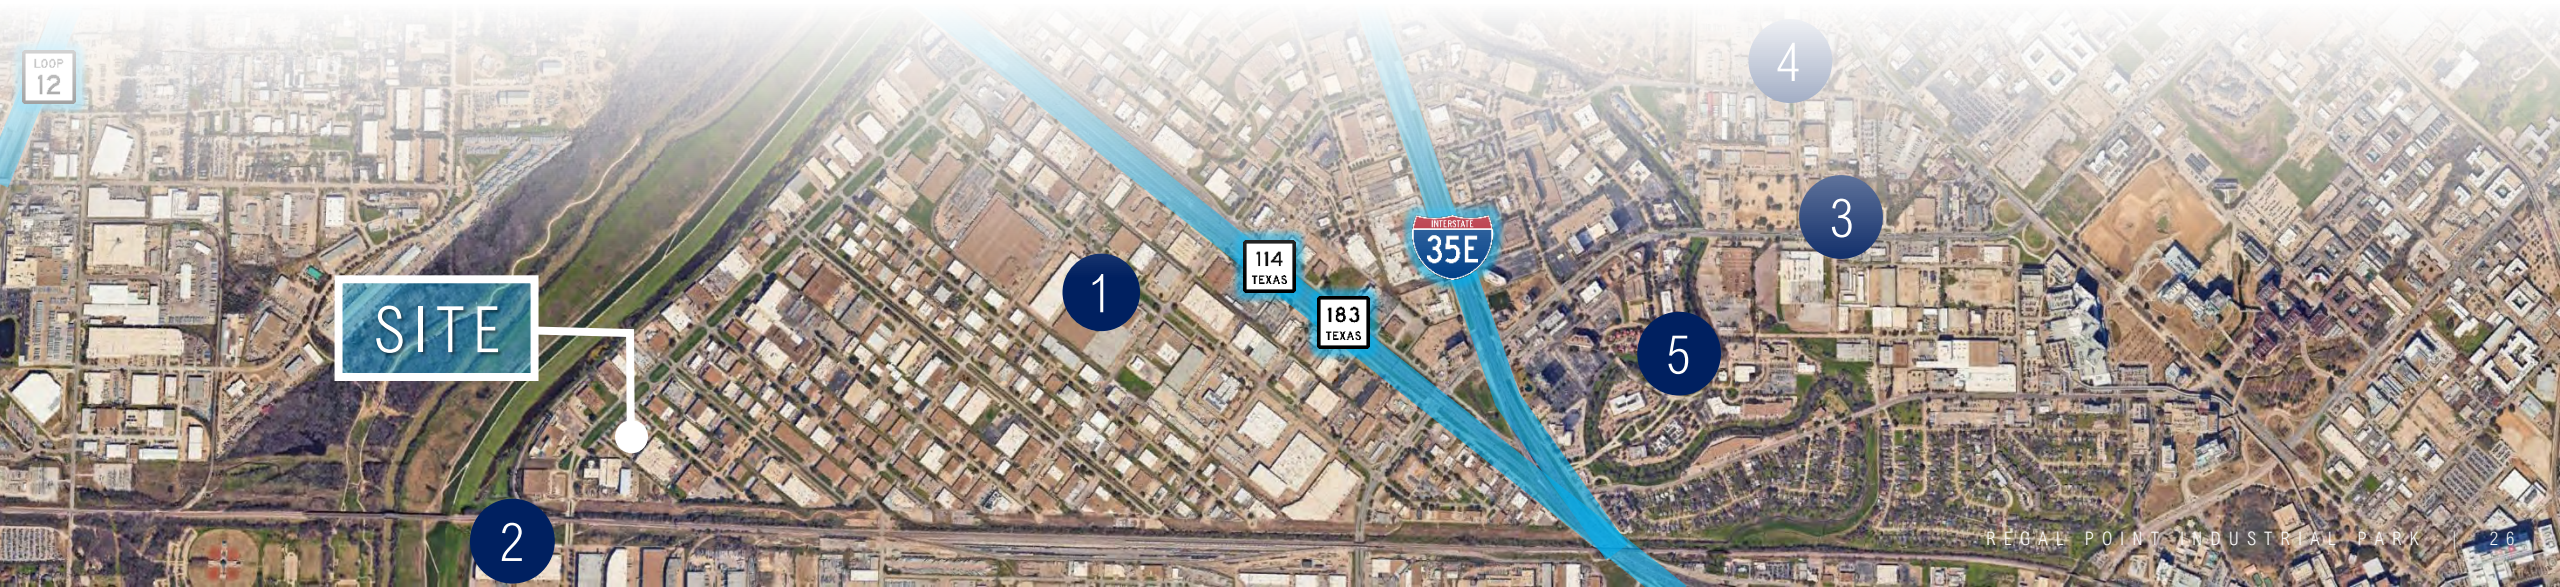 LOOP
12
4
3
INTERSTATE
35E
114
TEXAS
1
183
TEXAS
SITE
5
2
REGAL POINT INDUSTRIAL PARK | 26